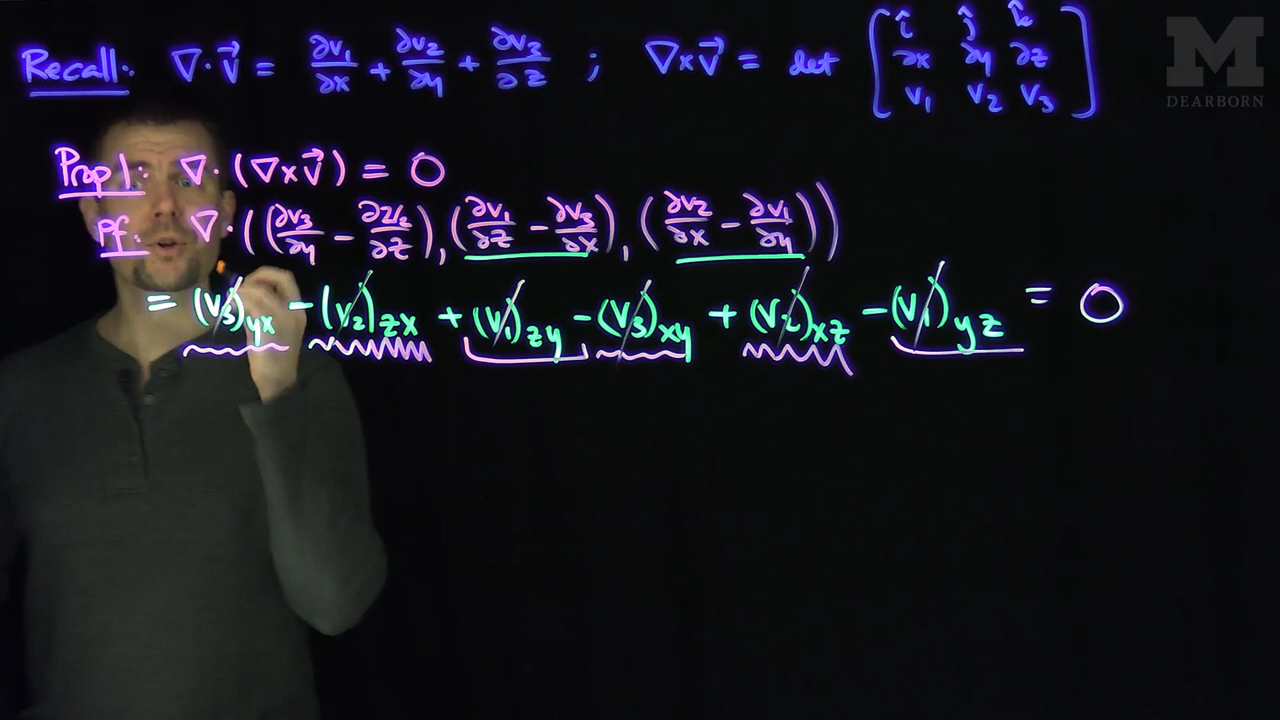 Recall: ∇·v⃗ = ∂v₁/∂x + ∂v₂/∂y + ∂v₃/∂z ; ∇×v⃗ = det [ î ĵ k̂
∂x ∂y ∂z
v₁ v₂ v₃ ]
M
DEARBORN
Prop 1: ∇·(∇×v⃗) = 0
Pf: ∇·((∂v₃/∂y − ∂v₂/∂z), (∂v₁/∂z − ∂v₃/∂x), (∂v₂/∂x − ∂v₁/∂y))
= (v₃)yx − (v₂)zx + (v₁)zy − (v₃)xy + (v₂)xz − (v₁)yz = 0